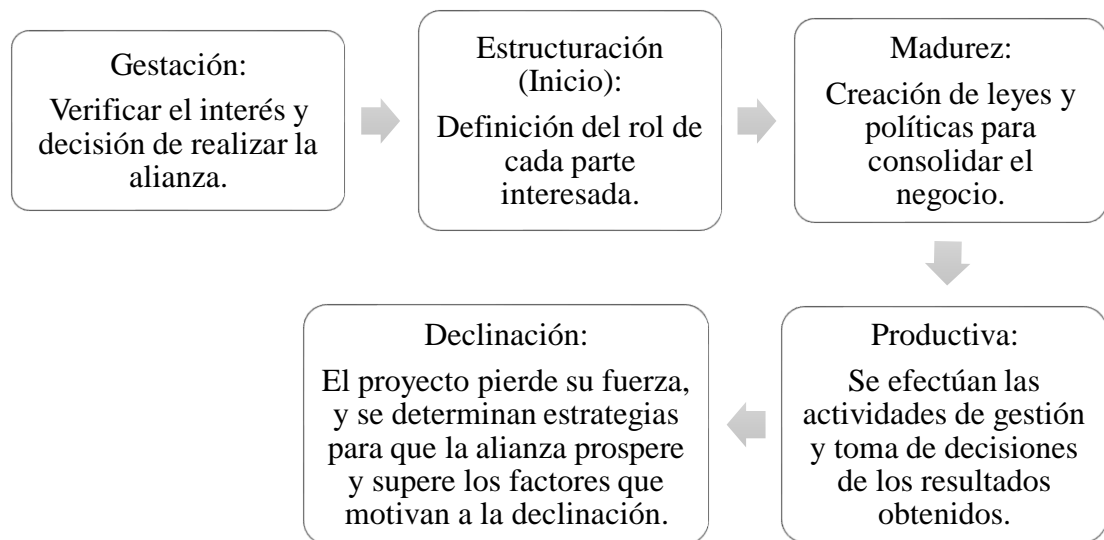 Gestación:
Verificar el interés y
decisión de realizar la
alianza.
Estructuración
(Inicio):
Definición del rol de
cada parte
interesada.
Madurez:
Creación de leyes y
políticas para
consolidar el
negocio.
Productiva:
Se efectúan las
actividades de gestión
y toma de decisiones
de los resultados
obtenidos.
Declinación:
El proyecto pierde su fuerza,
y se determinan estrategias
para que la alianza prospere
y supere los factores que
motivan a la declinación.